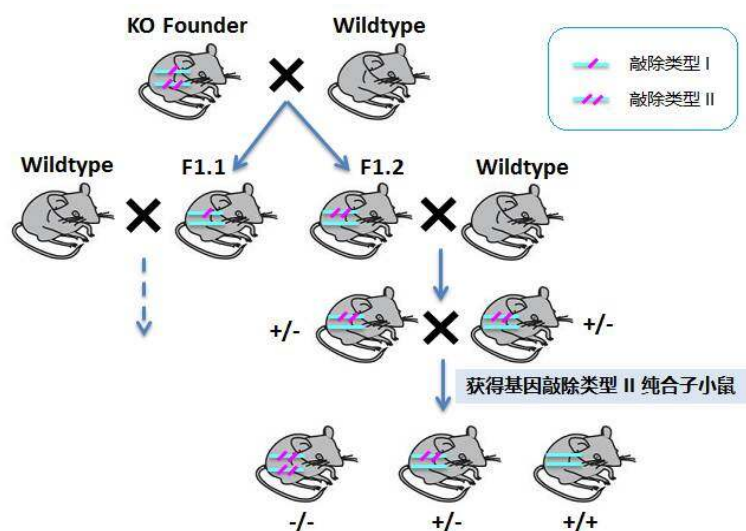 KO Founder
Wildtype
敲除类型 I
敲除类型 II
Wildtype
F1.1
F1.2
Wildtype
+/-
+/-
获得基因敲除类型 II 纯合子小鼠
-/-
+/-
+/+